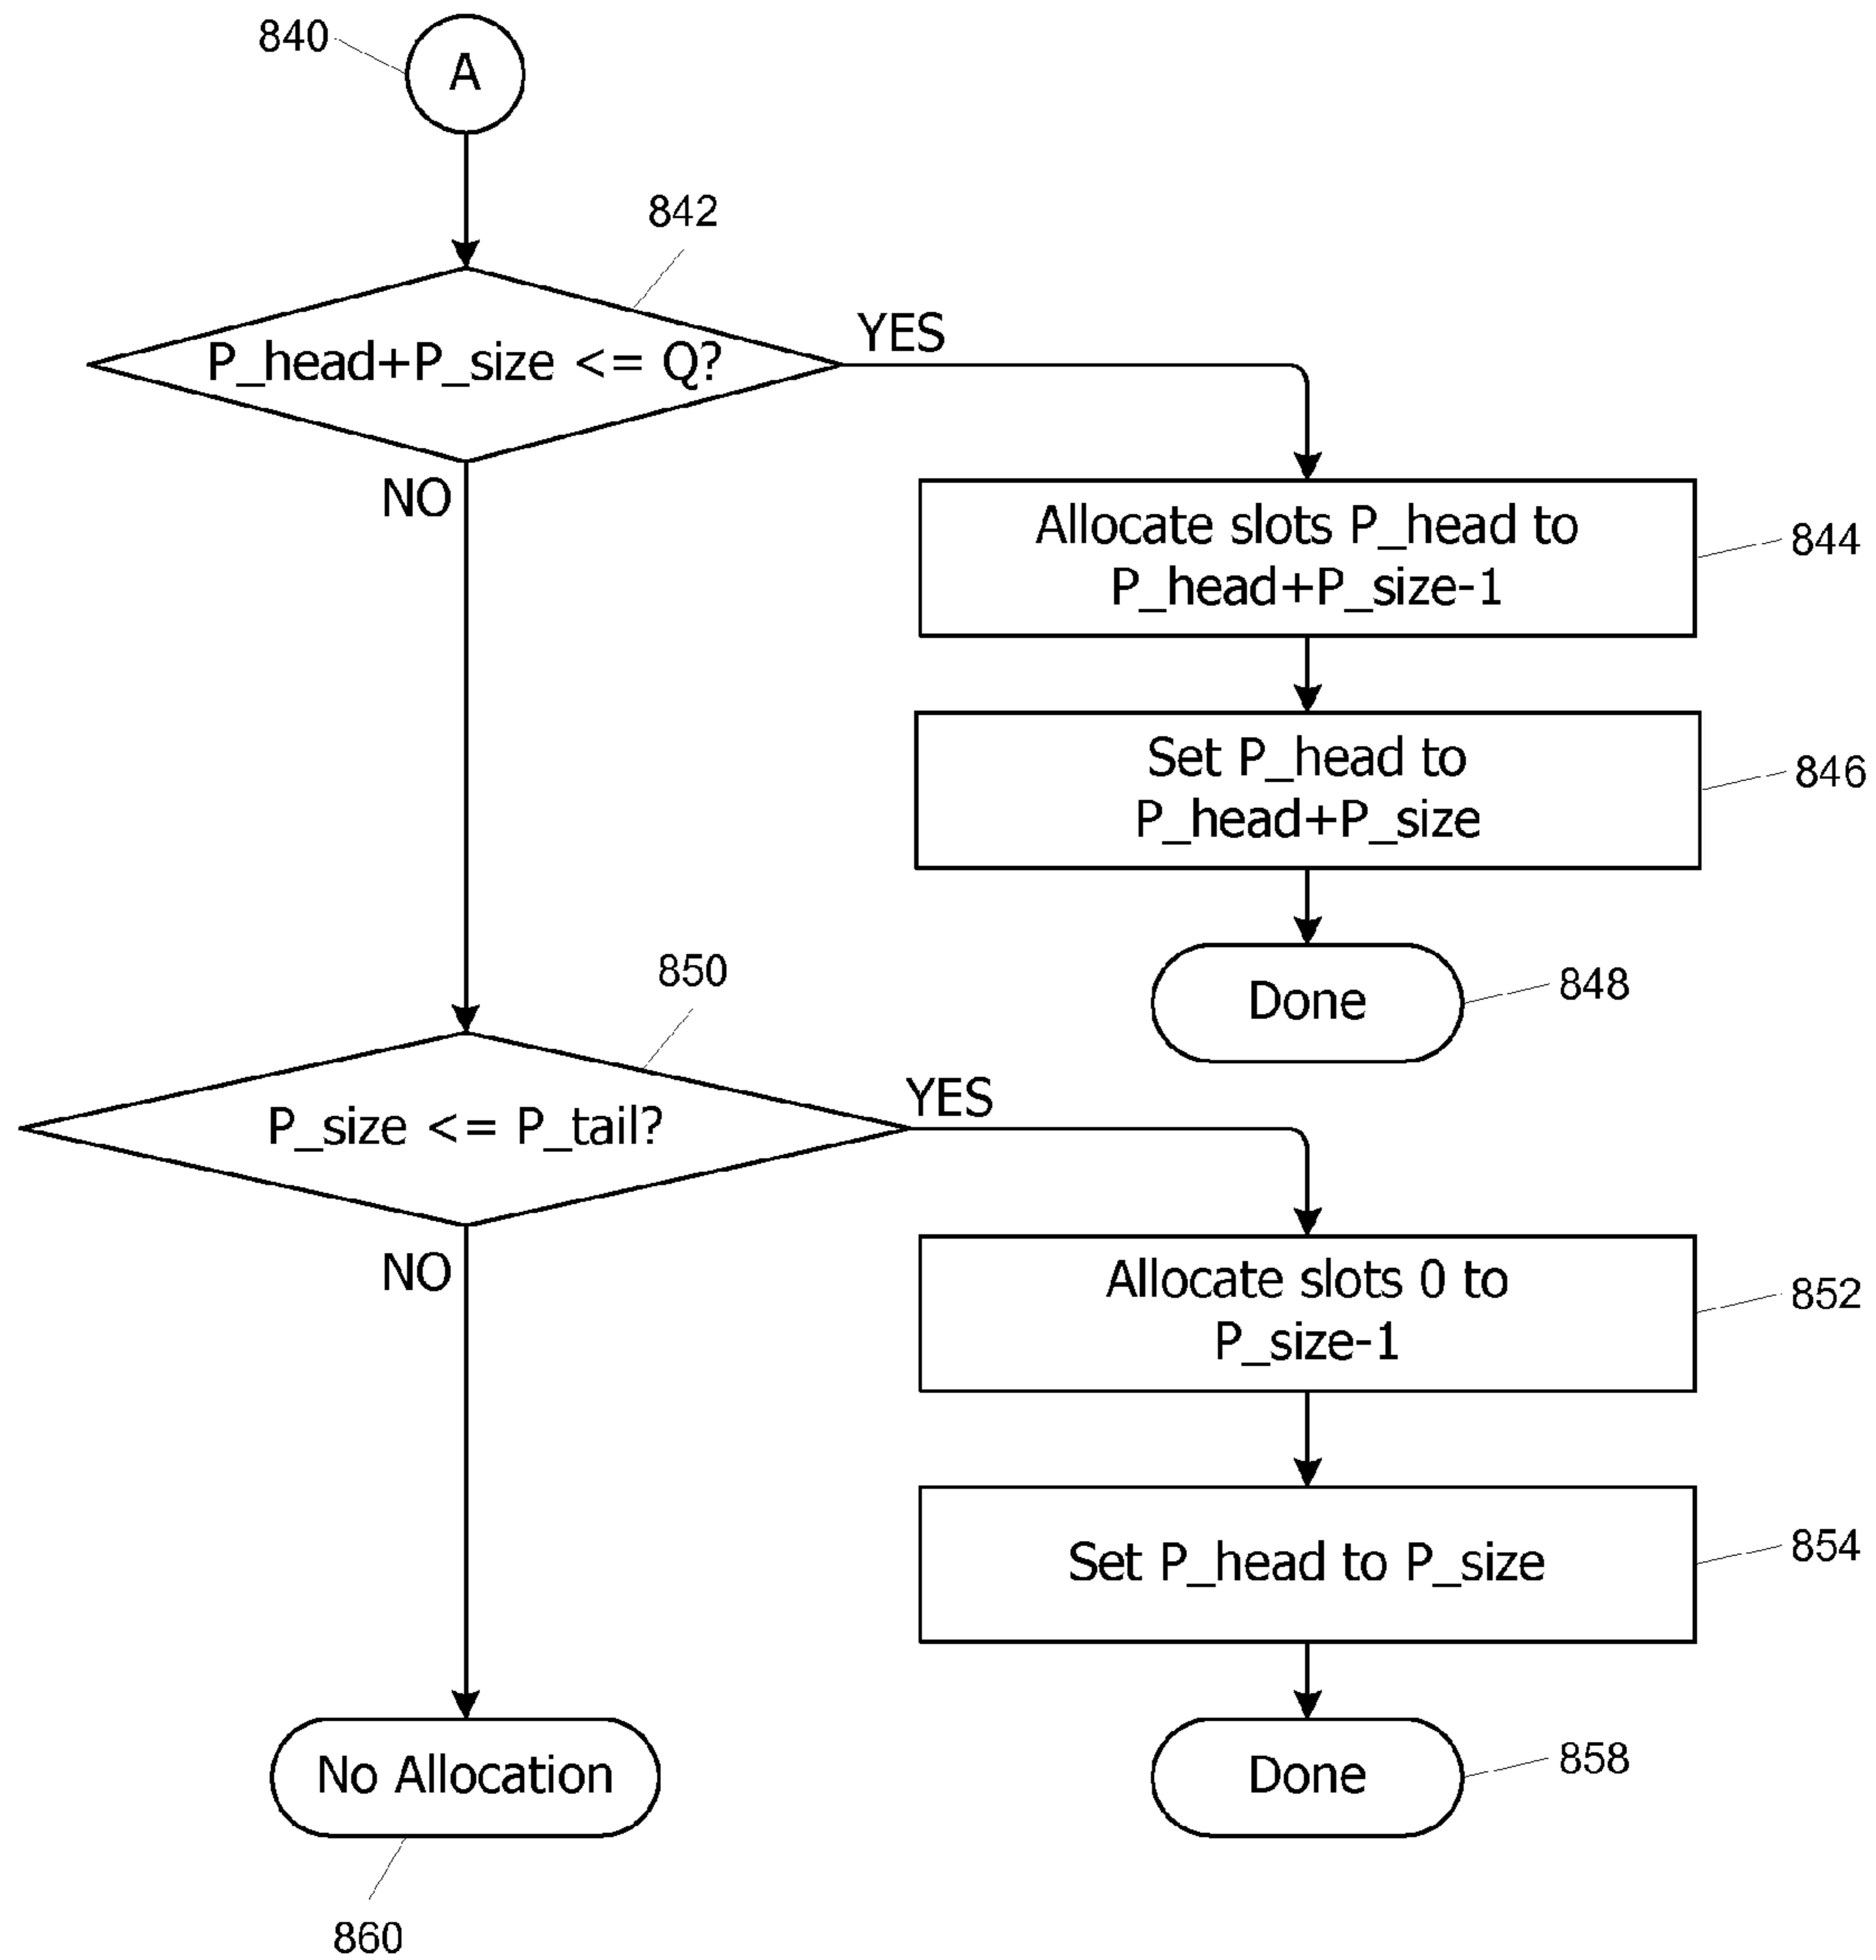 840
A
842
P_head+P_size <= Q?
YES
NO
Allocate slots P_head to
P_head+P_size-1
844
Set P_head to
P_head+P_size
846
Done
848
850
P_size <= P_tail?
YES
NO
Allocate slots 0 to
P_size-1
852
Set P_head to P_size
854
No Allocation
860
Done
858